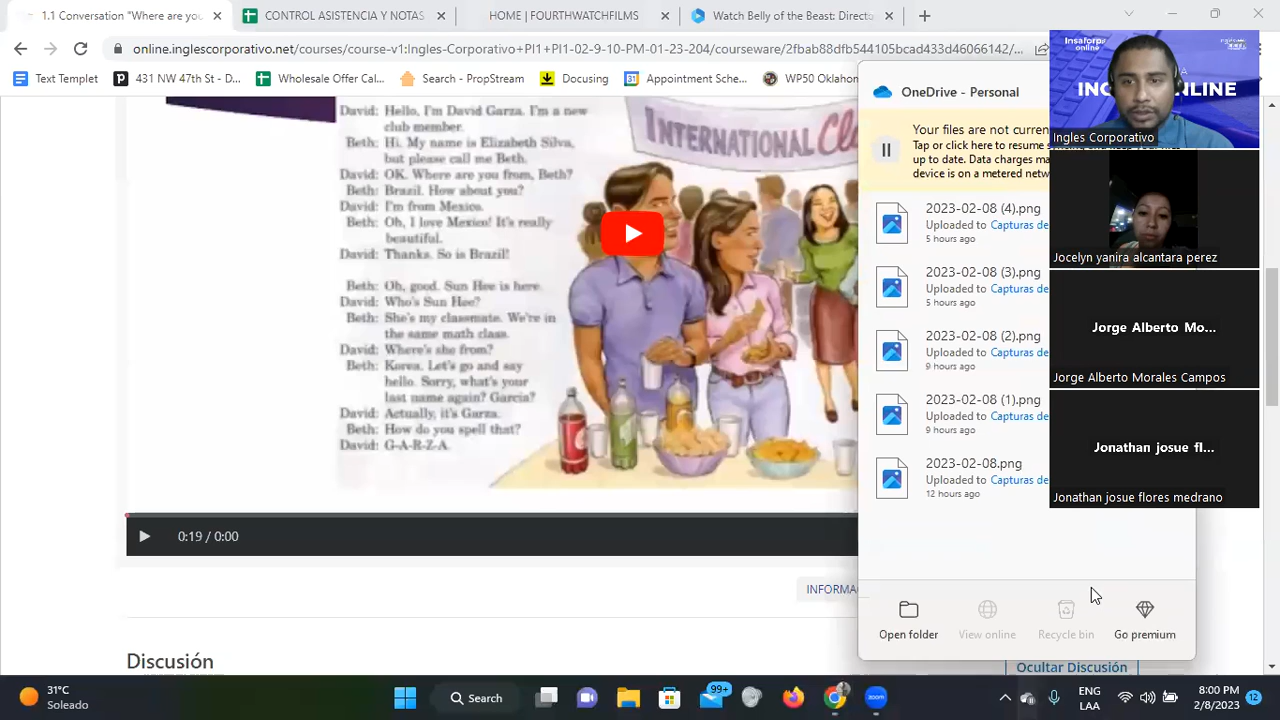 1.1 Conversation "Where are you
CONTROL ASISTENCIA Y NOTAS
HOME | FOURTHWATCHFILMS
Watch Belly of the Beast: Directo
online.inglescorporativo.net/courses/course-v1:Ingles-Corporativo+PI1+PI1-02-9-10-PM-01-23-204/courseware/2fbf88dfb544105bcad433d46066142/...
Text Templet
431 NW 47th St - D...
Wholesale Offer Cal...
Search - PropStream
Docusing
Appointment Sche...
WP50 Oklahom
David: Hello, I'm David Garza. I'm a new
club member.
Beth: Hi. My name is Elizabeth Silva,
but please call me Beth.
David: OK. Where are you from, Beth?
Beth: Brazil. How about you?
David: I'm from Mexico.
Beth: Oh, I love Mexico! It's really
beautiful.
David: Thanks. So is Brazil!
Beth: Oh, good. Sun Hee is here.
David: Who's Sun Hee?
Beth: She's my classmate. We're in
the same math class.
David: Where's she from?
Beth: Korea. Let's go and say
hello. Sorry, what's your
last name again? Garcia?
David: Actually, it's Garza.
Beth: How do you spell that?
David: G-A-R-Z-A.
INTERNATIONAL CO
0:19 / 0:00
INFORMA
Discusión
Ocultar Discusión
OneDrive - Personal
Your files are not curren
Tap or click here to resume
up to date. Data charges ma
device is on a metered netw
2023-02-08 (4).png
Uploaded to Capturas de
5 hours ago
2023-02-08 (3).png
Uploaded to Capturas de
5 hours ago
2023-02-08 (2).png
Uploaded to Capturas de
9 hours ago
2023-02-08 (1).png
Uploaded to Capturas de
9 hours ago
2023-02-08.png
Uploaded to Capturas de
12 hours ago
Open folder
View online
Recycle bin
Go premium
Insaforp
online
ING ONLINE
Ingles Corporativo
Jocelyn yanira alcantara perez
Jorge Alberto Mo...
Jorge Alberto Morales Campos
Jonathan josue fl...
Jonathan josue flores medrano
31°C
Soleado
Search
99+
zoom
ENG
LAA
8:00 PM
2/8/2023
12